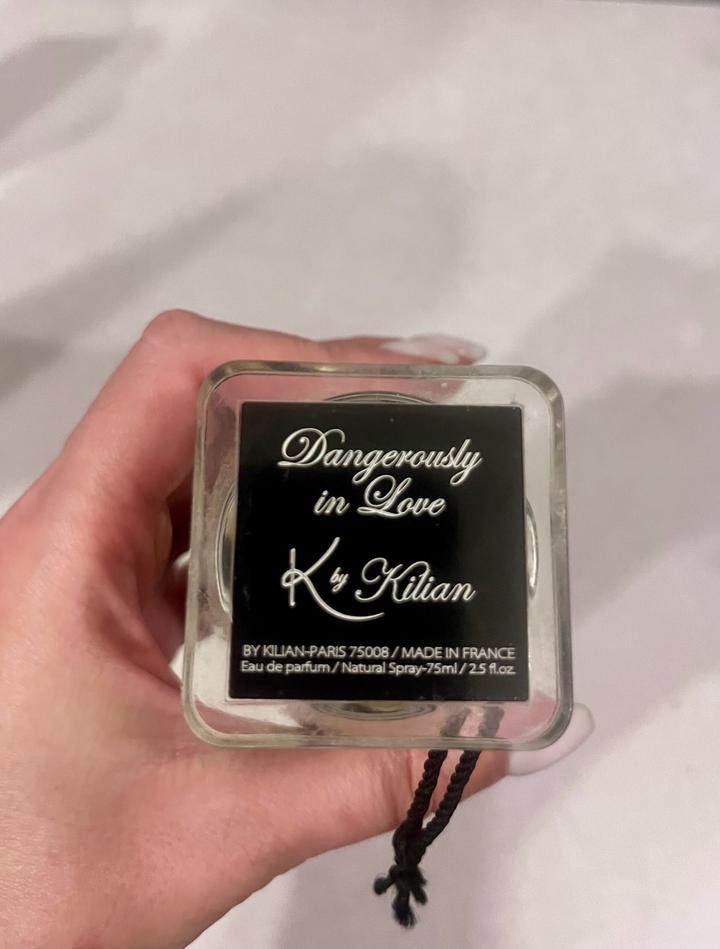 Dangerously
in Love
K by Kilian
BY KILIAN-PARIS 75008 / MADE IN FRANCE
Eau de parfum / Natural Spray-75ml / 2.5 fl.oz.